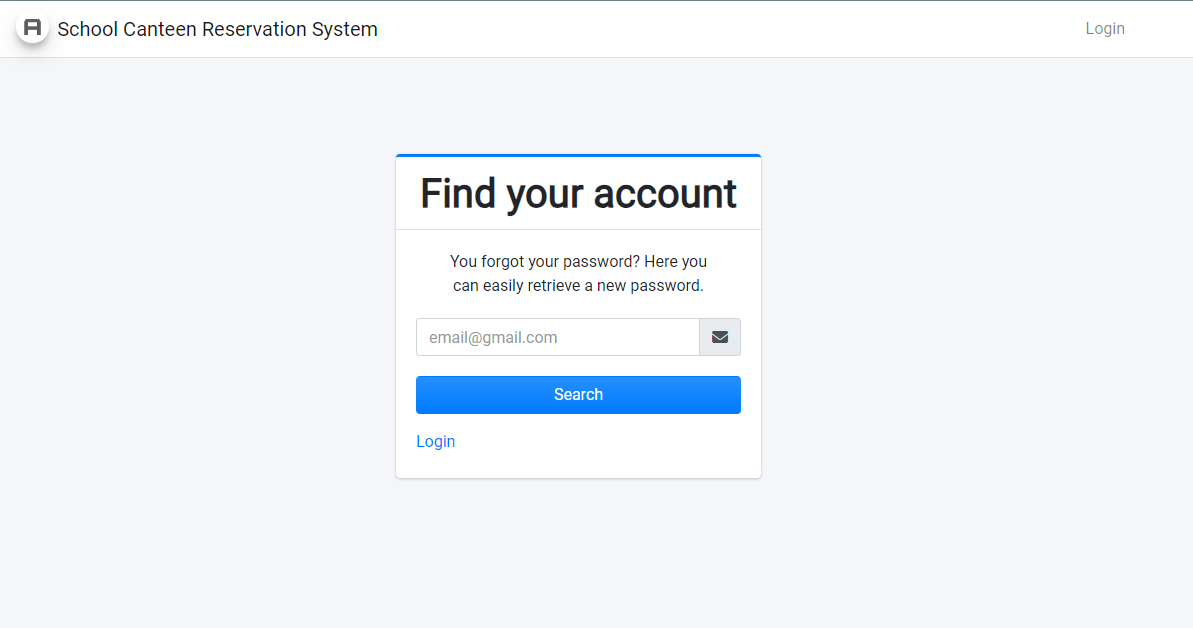 School Canteen Reservation System
Login
Find your account
You forgot your password? Here you
can easily retrieve a new password.
email@gmail.com
Search
Login